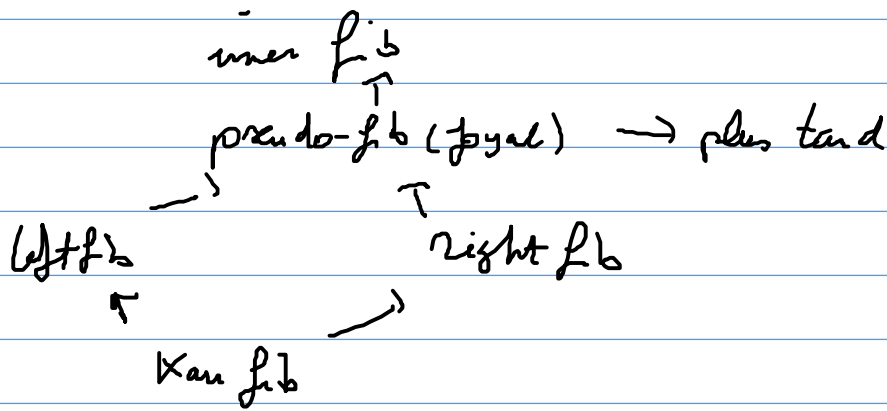 inner fib
pseudo-fib (Joyal) → plus tard
left fib right fib
Kan fib